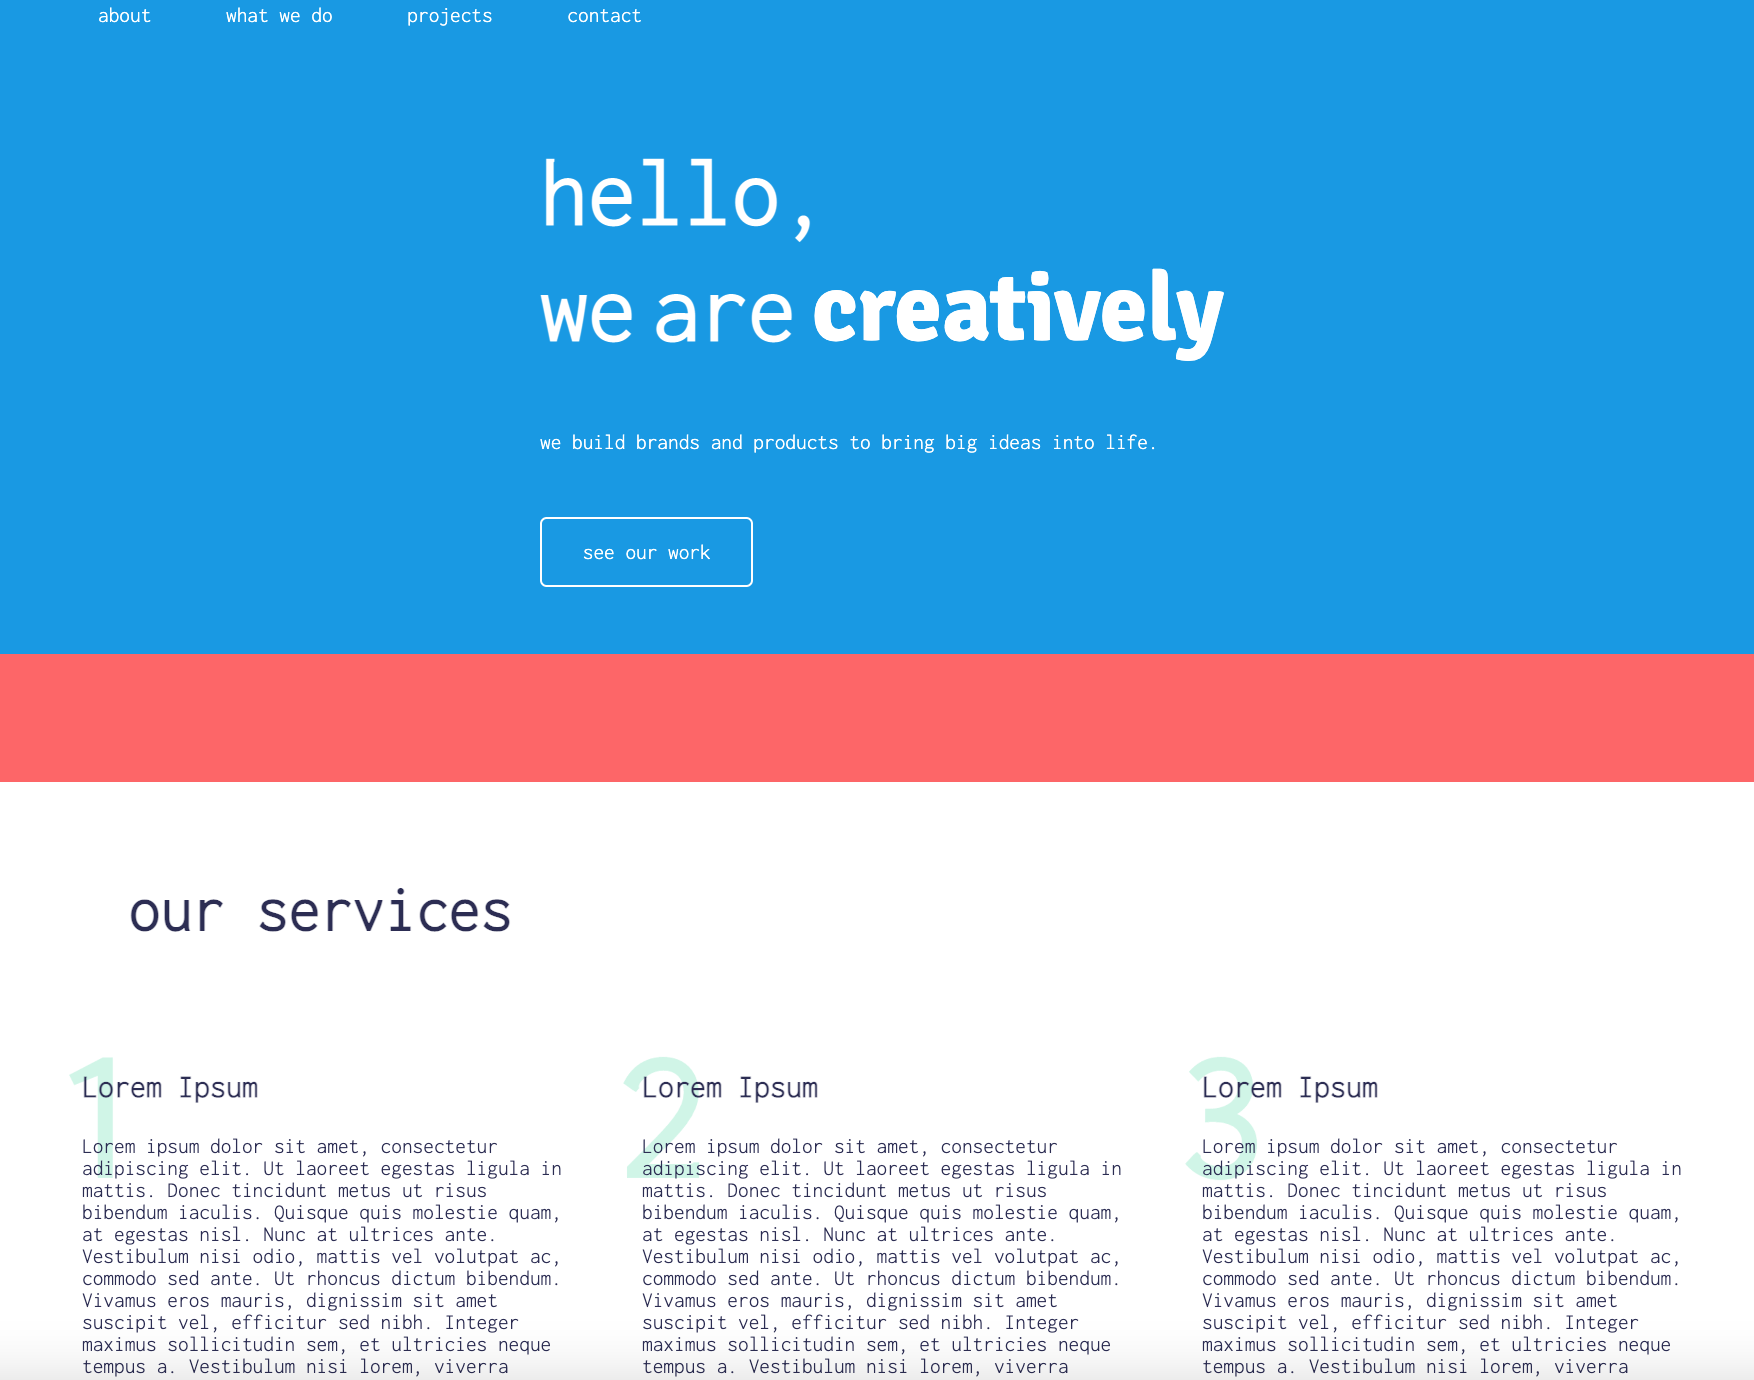 about what we do projects contact
hello,
we are creatively
we build brands and products to bring big ideas into life.
see our work
our services
1
Lorem Ipsum
Lorem ipsum dolor sit amet, consectetur
adipiscing elit. Ut laoreet egestas ligula in
mattis. Donec tincidunt metus ut risus
bibendum iaculis. Quisque quis molestie quam,
at egestas nisl. Nunc at ultrices ante.
Vestibulum nisi odio, mattis vel volutpat ac,
commodo sed ante. Ut rhoncus dictum bibendum.
Vivamus eros mauris, dignissim sit amet
suscipit vel, efficitur sed nibh. Integer
maximus sollicitudin sem, et ultricies neque
tempus a. Vestibulum nisi lorem, viverra
2
Lorem Ipsum
Lorem ipsum dolor sit amet, consectetur
adipiscing elit. Ut laoreet egestas ligula in
mattis. Donec tincidunt metus ut risus
bibendum iaculis. Quisque quis molestie quam,
at egestas nisl. Nunc at ultrices ante.
Vestibulum nisi odio, mattis vel volutpat ac,
commodo sed ante. Ut rhoncus dictum bibendum.
Vivamus eros mauris, dignissim sit amet
suscipit vel, efficitur sed nibh. Integer
maximus sollicitudin sem, et ultricies neque
tempus a. Vestibulum nisi lorem, viverra
3
Lorem Ipsum
Lorem ipsum dolor sit amet, consectetur
adipiscing elit. Ut laoreet egestas ligula in
mattis. Donec tincidunt metus ut risus
bibendum iaculis. Quisque quis molestie quam,
at egestas nisl. Nunc at ultrices ante.
Vestibulum nisi odio, mattis vel volutpat ac,
commodo sed ante. Ut rhoncus dictum bibendum.
Vivamus eros mauris, dignissim sit amet
suscipit vel, efficitur sed nibh. Integer
maximus sollicitudin sem, et ultricies neque
tempus a. Vestibulum nisi lorem, viverra